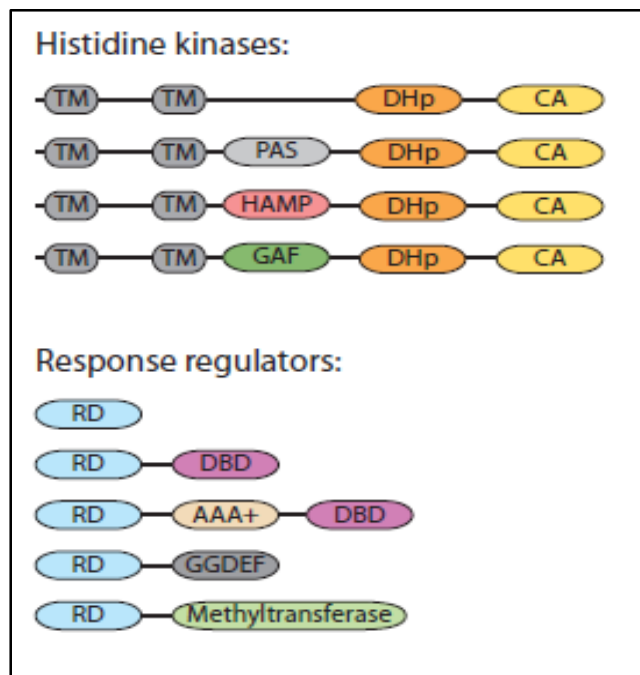 Histidine kinases:
TM TM DHp CA
TM TM PAS DHp CA
TM TM HAMP DHp CA
TM TM GAF DHp CA
Response regulators:
RD
RD DBD
RD AAA+ DBD
RD GGDEF
RD Methyltransferase